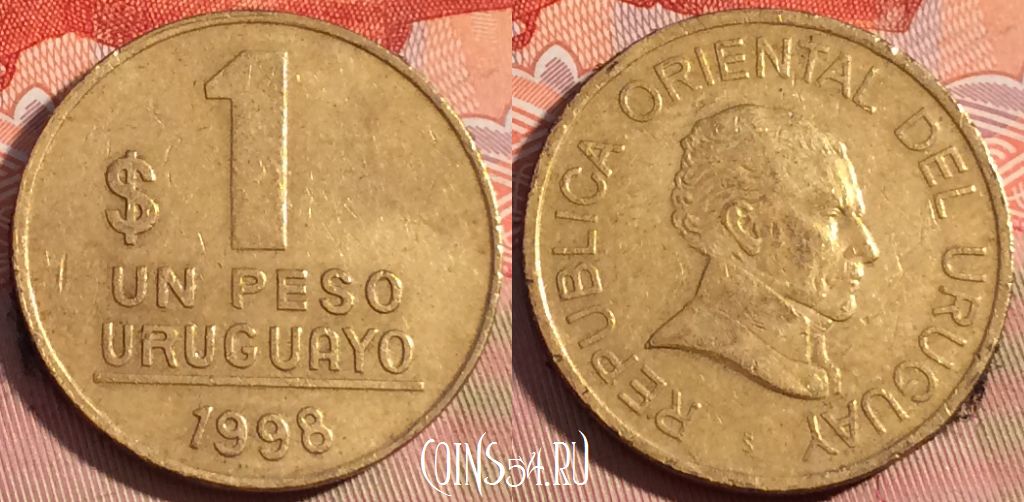 $ 1
UN PESO
URUGUAYO
1998
REPUBLICA ORIENTAL DEL URUGUAY
S
COINS54.RU